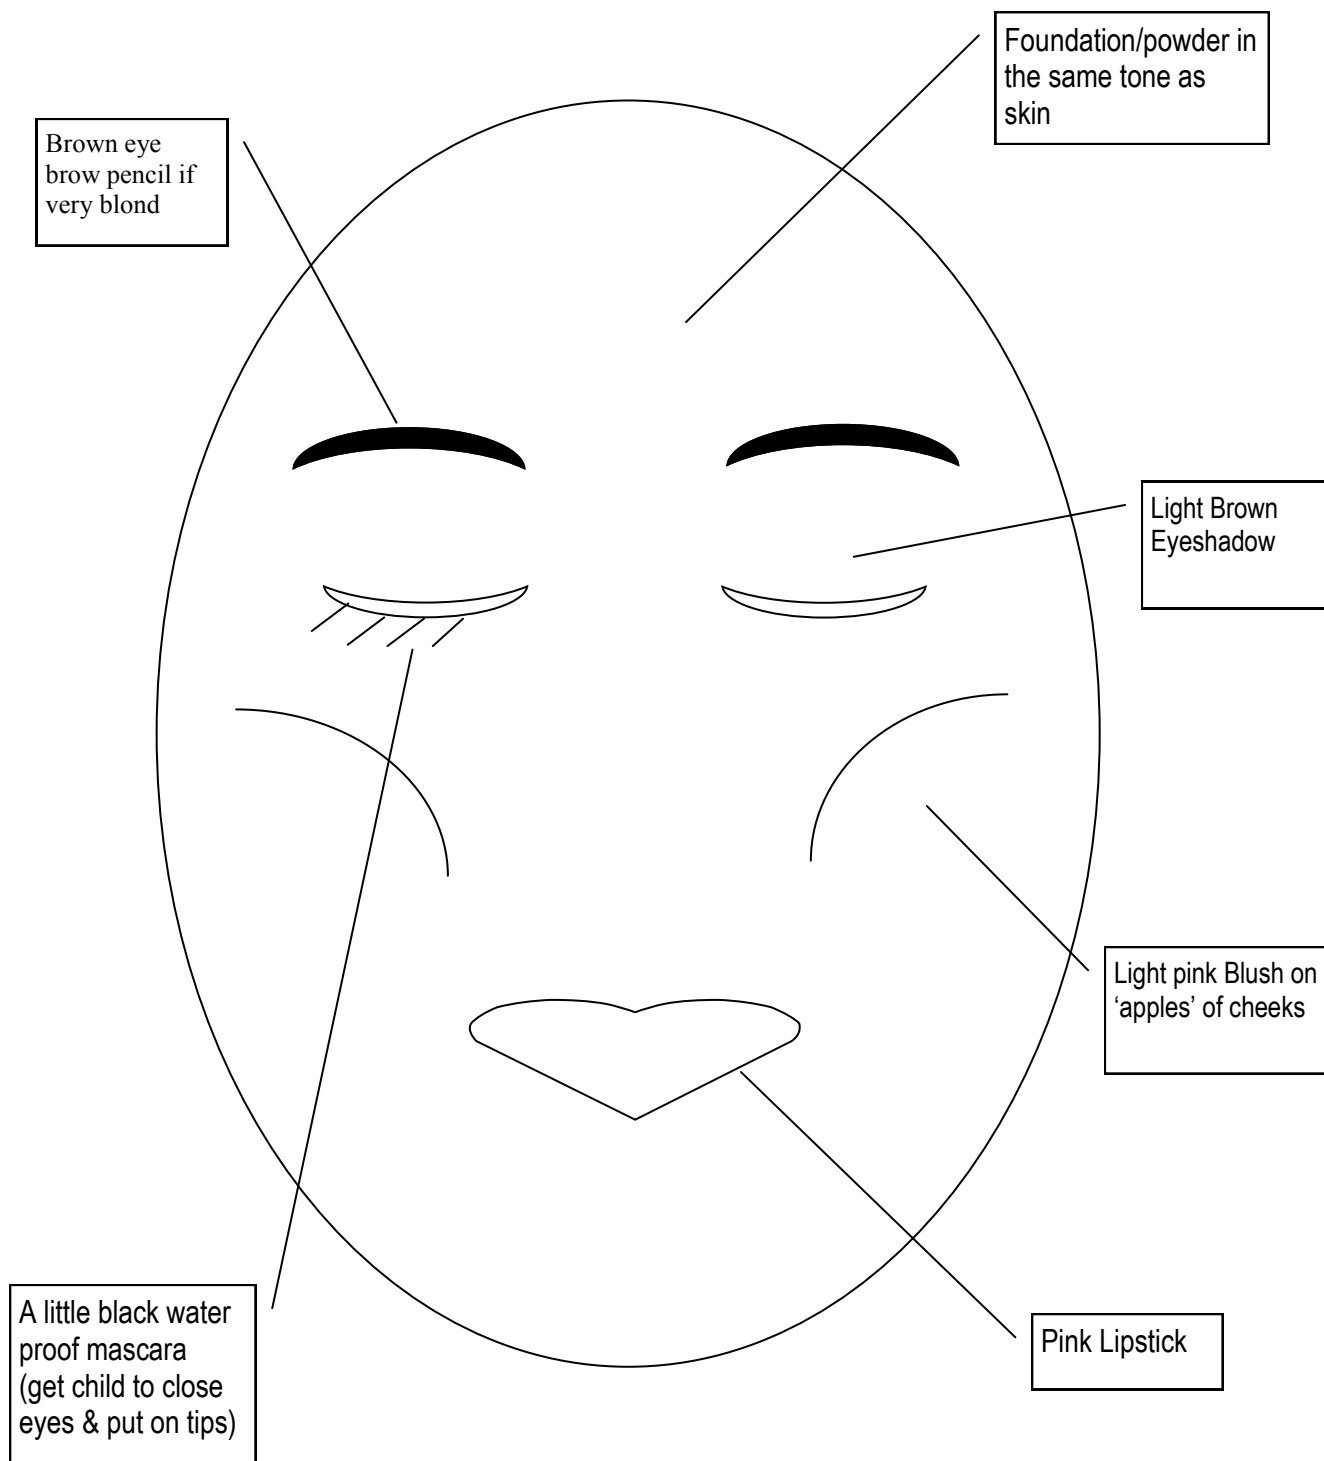 Foundation/powder in
the same tone as
skin
Brown eye
brow pencil if
very blond
Light Brown
Eyeshadow
Light pink Blush on
‘apples’ of cheeks
A little black water
proof mascara
(get child to close
eyes & put on tips)
Pink Lipstick